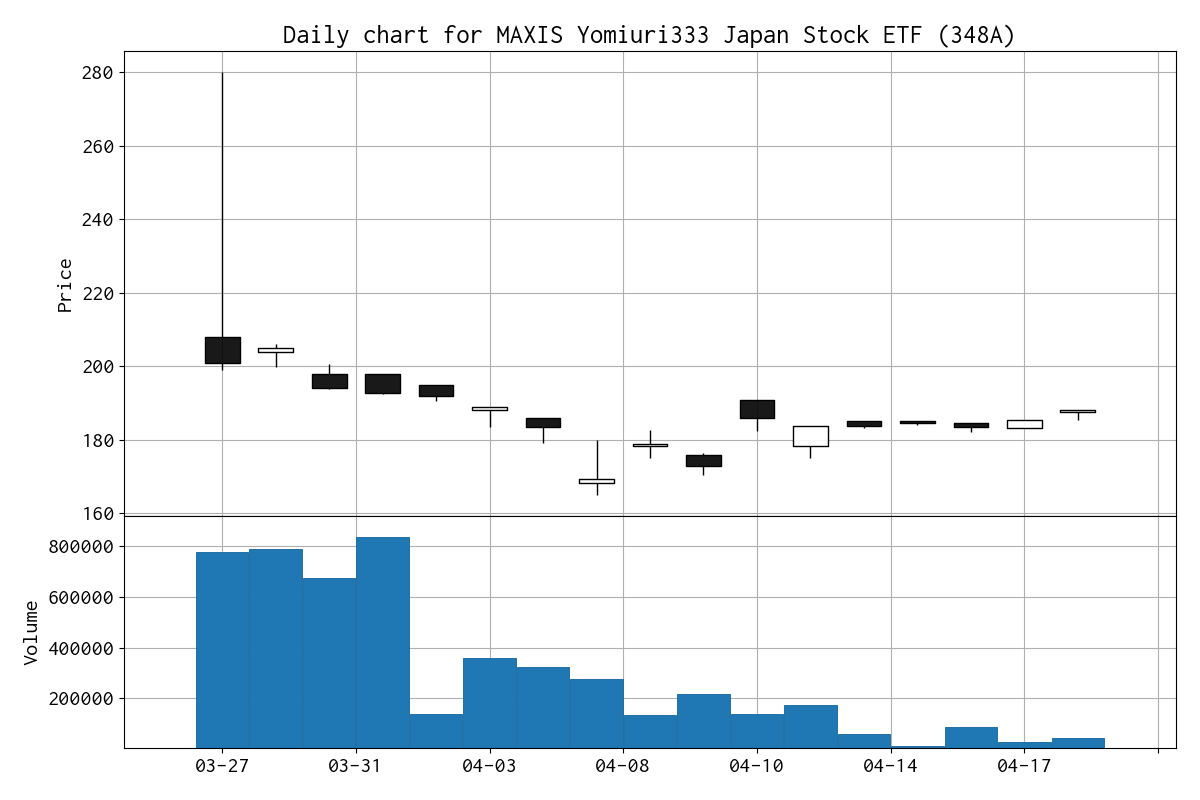 Daily chart for MAXIS Yomiuri333 Japan Stock ETF (348A)
280
260
240
220
200
180
160
Price
800000
600000
400000
200000
Volume
03-27 03-31 04-03 04-08 04-10 04-14 04-17